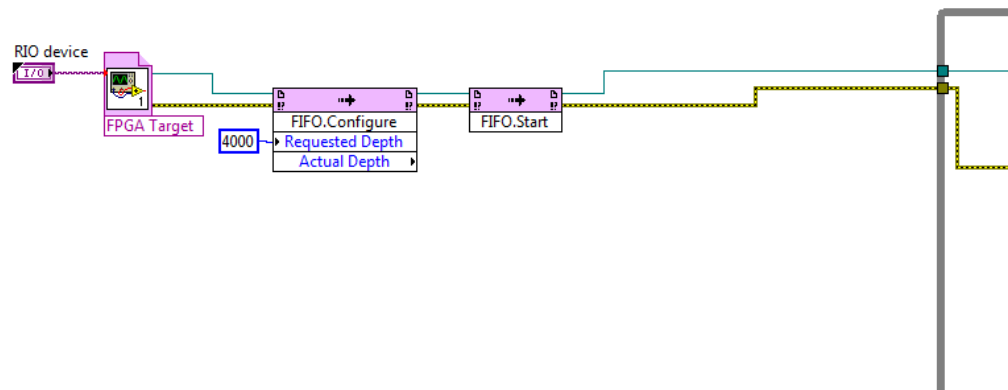 RIO device
I/O
1
FPGA Target
FIFO.Configure
4000
Requested Depth
Actual Depth
FIFO.Start